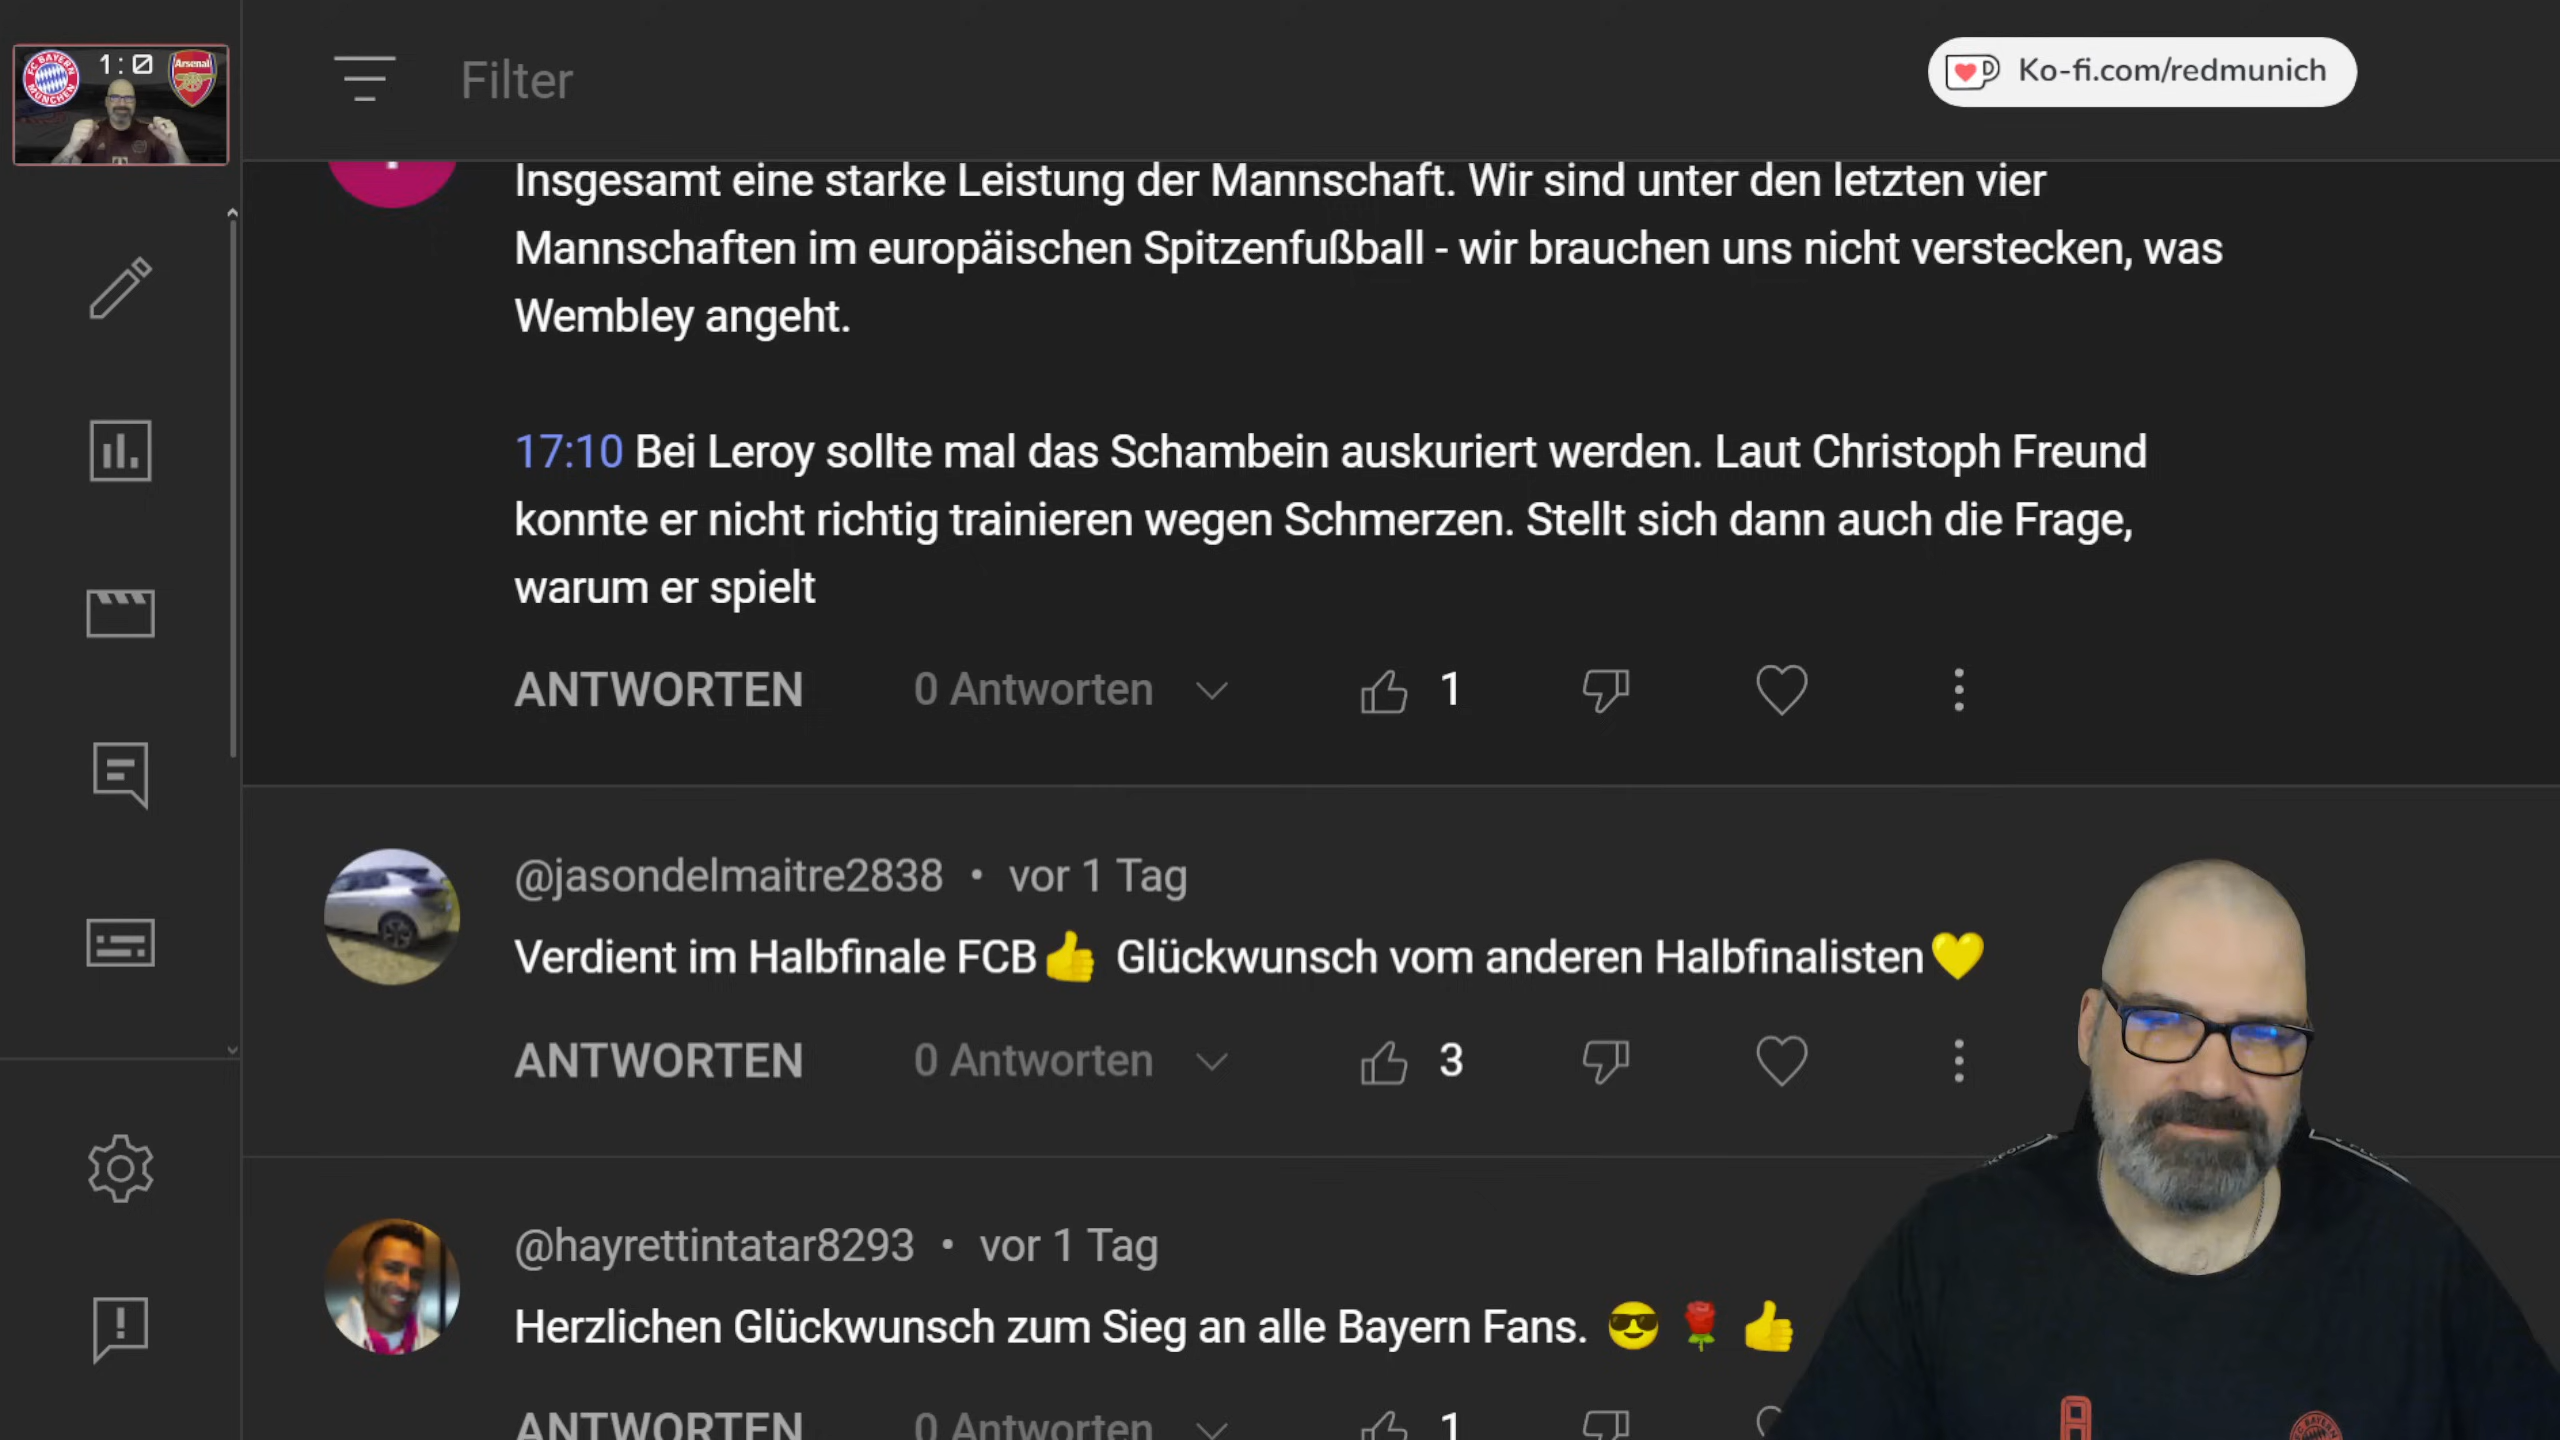 FC BAYERN MÜNCHEN
1:0
Arsenal
Filter
Ko-fi.com/redmunich
Insgesamt eine starke Leistung der Mannschaft. Wir sind unter den letzten vier
Mannschaften im europäischen Spitzenfußball - wir brauchen uns nicht verstecken, was
Wembley angeht.
17:10 Bei Leroy sollte mal das Schambein auskuriert werden. Laut Christoph Freund
konnte er nicht richtig trainieren wegen Schmerzen. Stellt sich dann auch die Frage,
warum er spielt
ANTWORTEN 0 Antworten 1
@jasondelmaitre2838 • vor 1 Tag
Verdient im Halbfinale FCB👍 Glückwunsch vom anderen Halbfinalisten💛
ANTWORTEN 0 Antworten 3
@hayrettintatar8293 • vor 1 Tag
Herzlichen Glückwunsch zum Sieg an alle Bayern Fans. 😎 🌹 👍
ANTWORTEN 0 Antworten 1